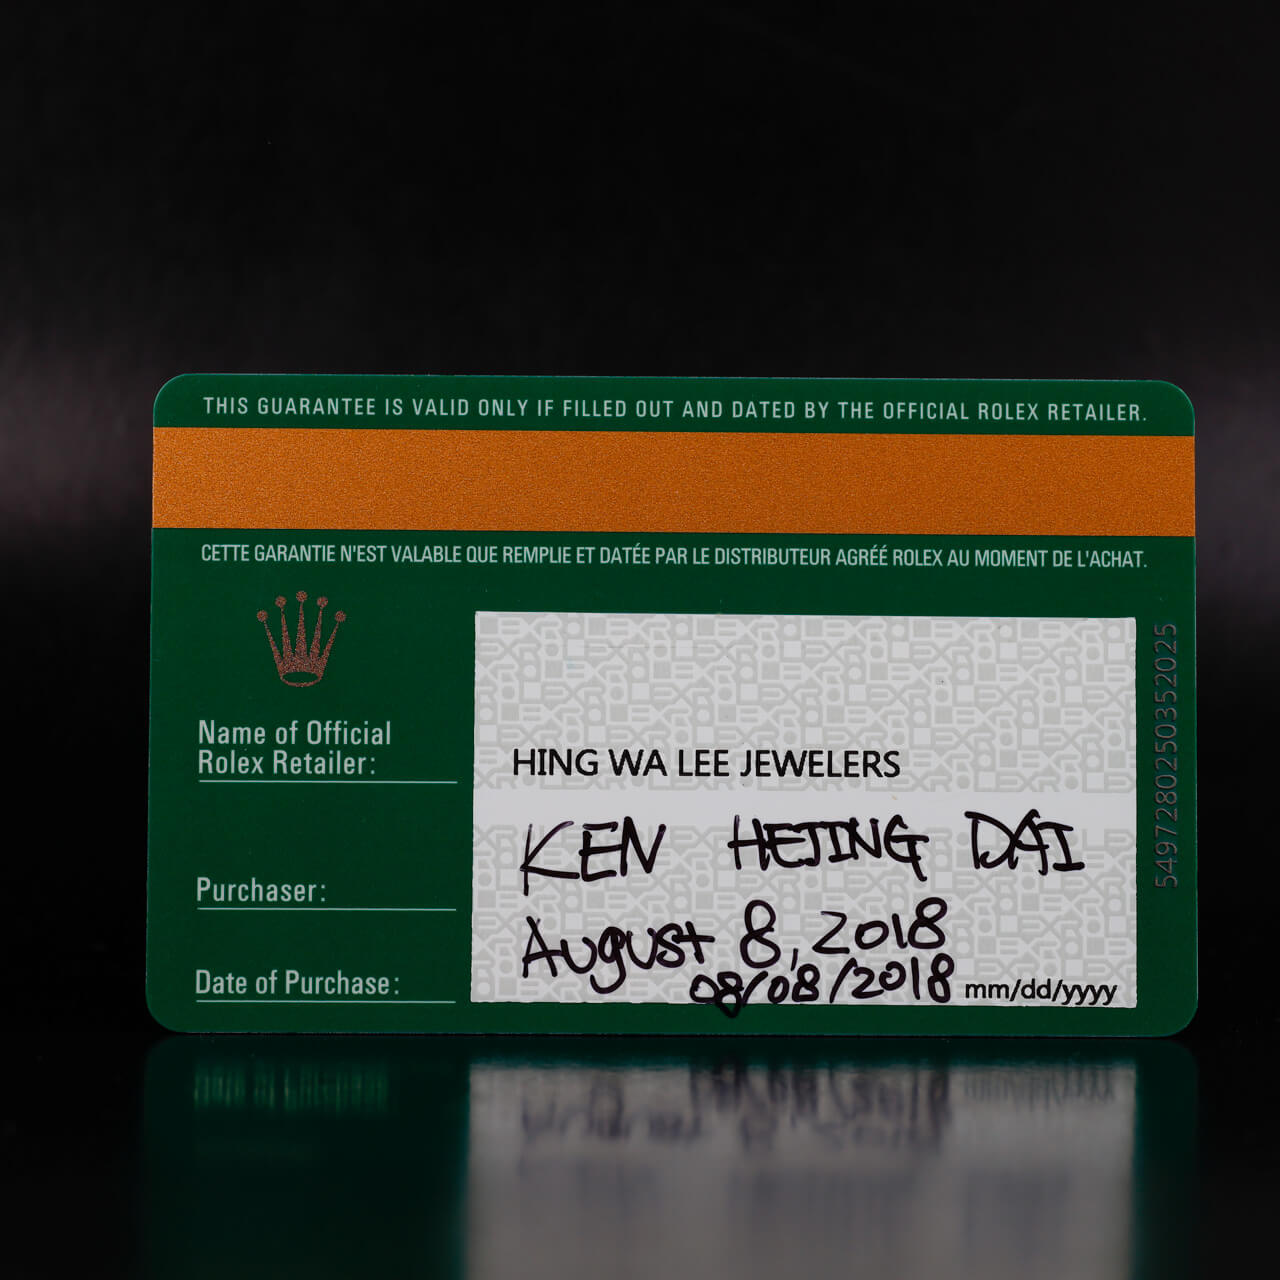 THIS GUARANTEE IS VALID ONLY IF FILLED OUT AND DATED BY THE OFFICIAL ROLEX RETAILER.
CETTE GARANTIE N'EST VALABLE QUE REMPLIE ET DATÉE PAR LE DISTRIBUTEUR AGRÉÉ ROLEX AU MOMENT DE L'ACHAT.
Name of Official
Rolex Retailer:
HING WA LEE JEWELERS
Purchaser:
KEN HEJING DAI
Date of Purchase:
August 8, 2018
08/08/2018 mm/dd/yyyy
5497280250352025